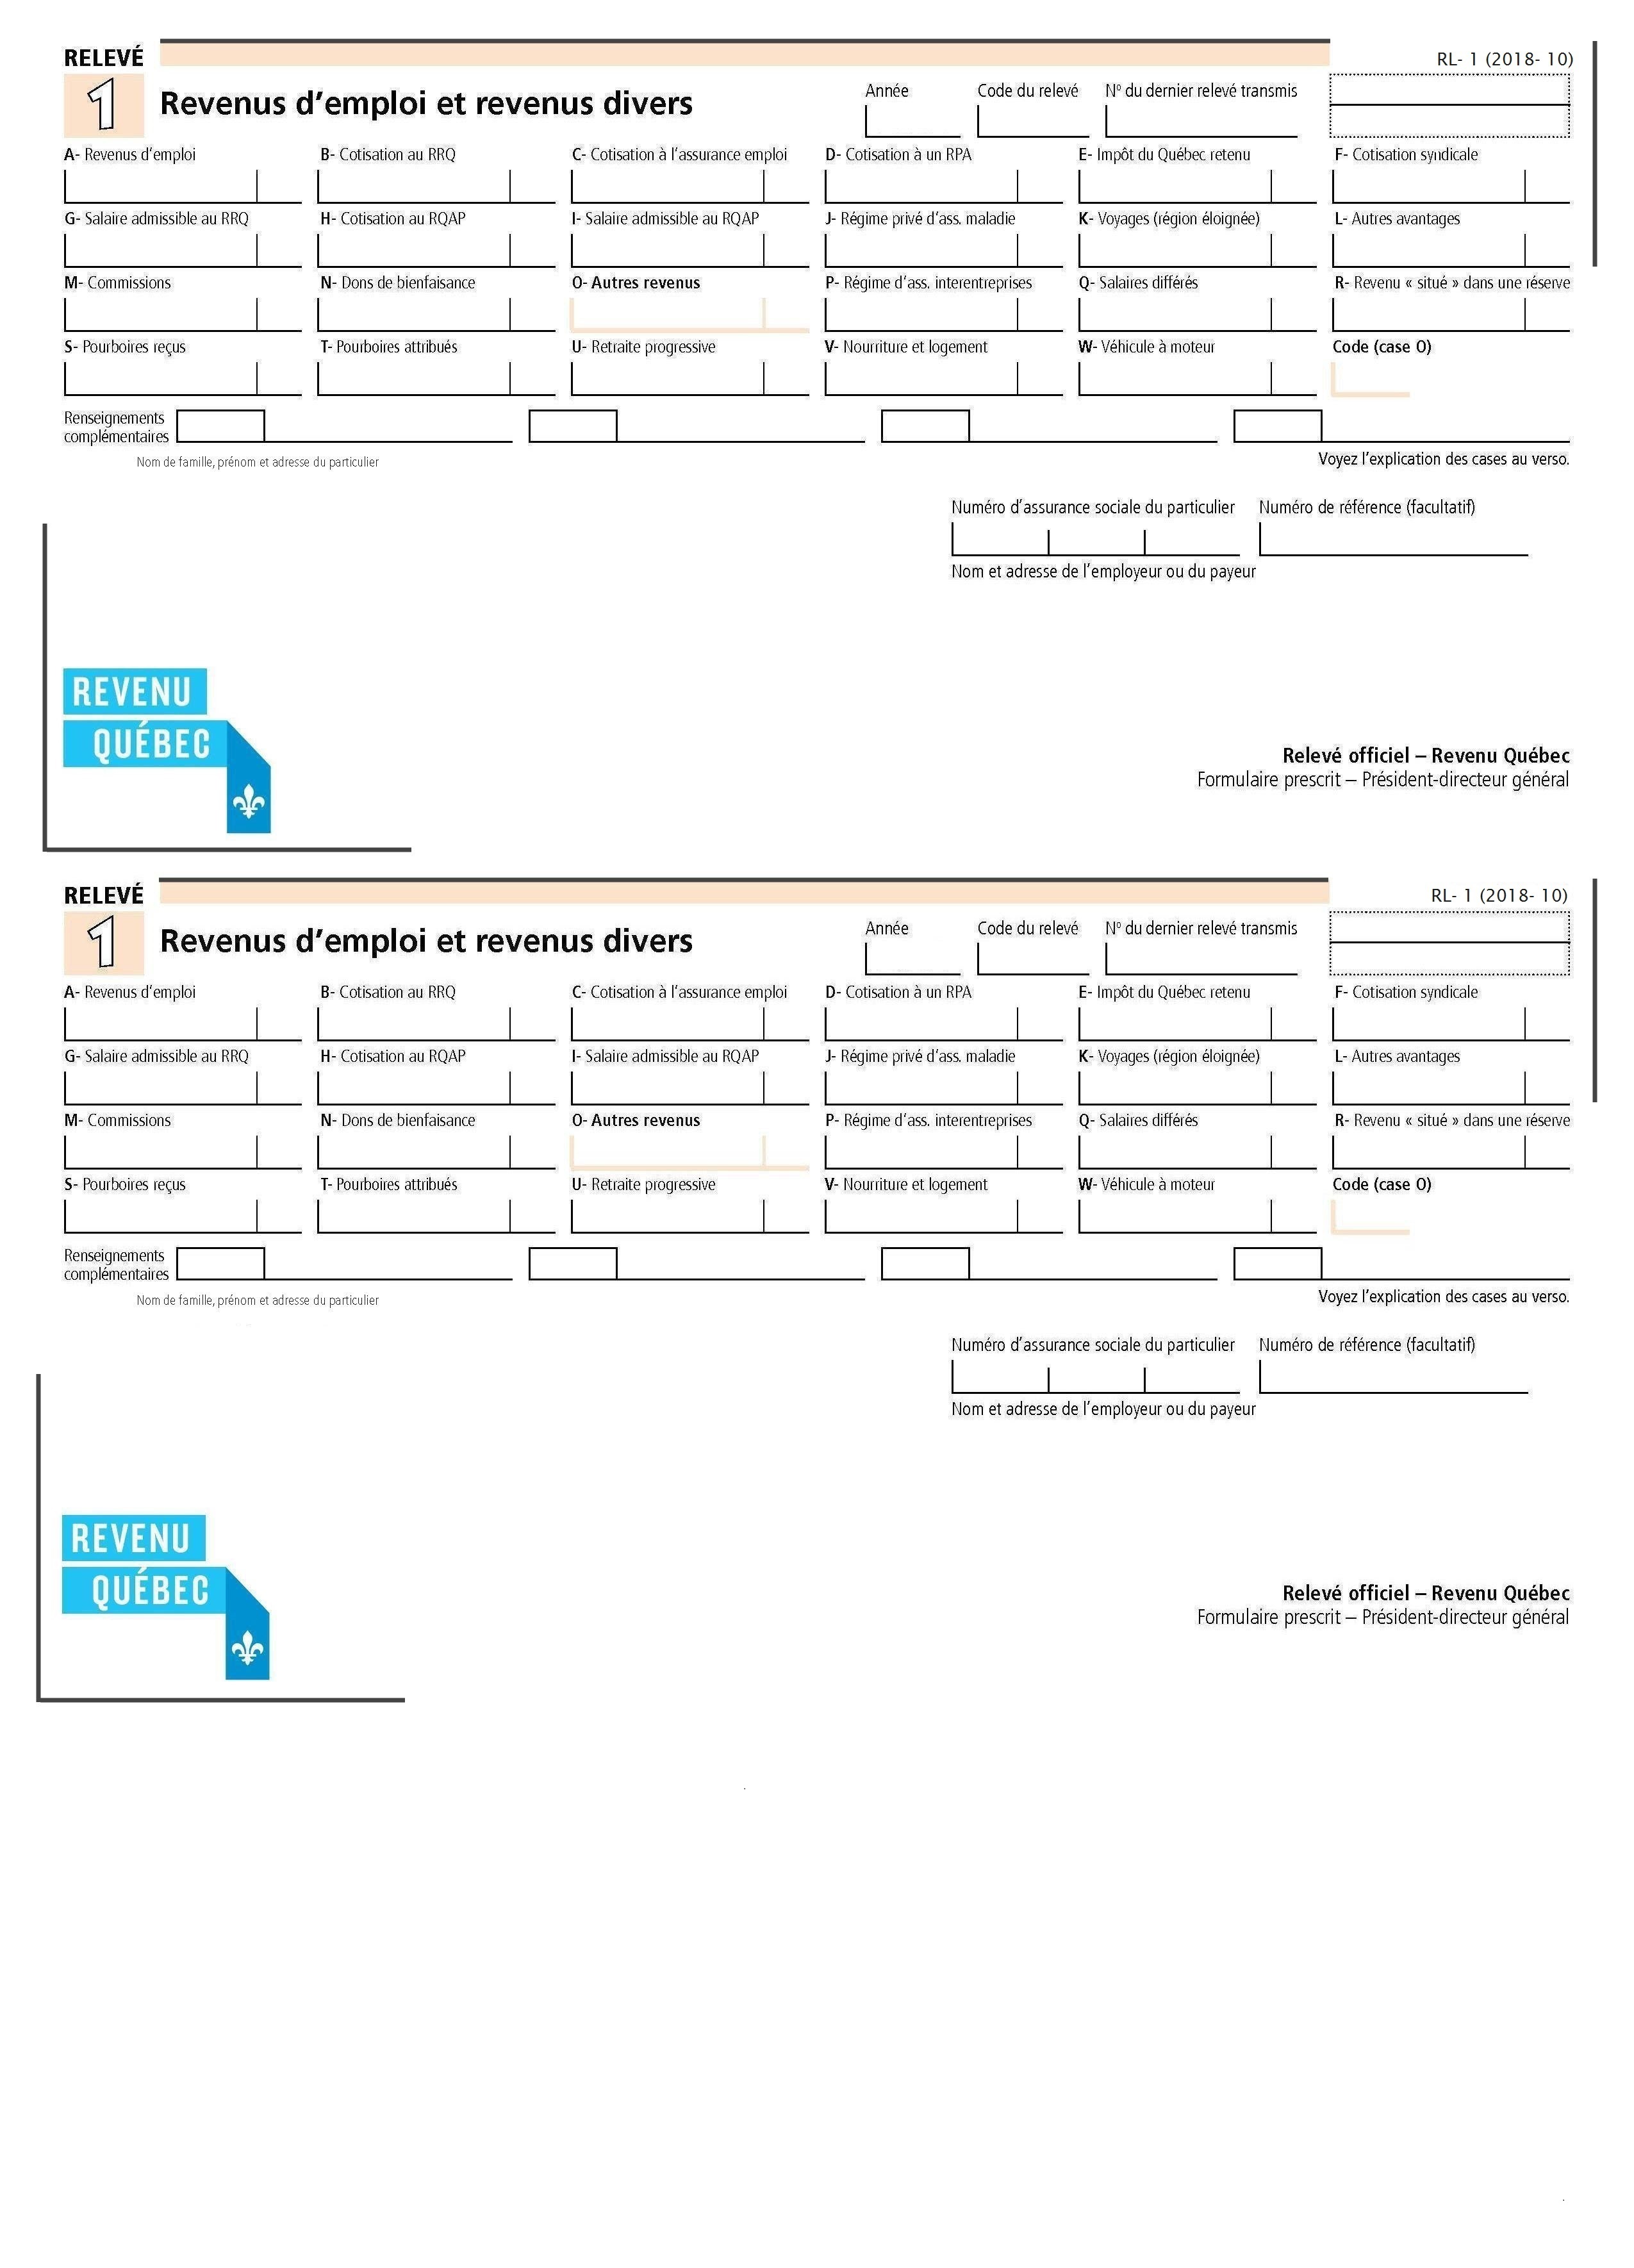 RELEVÉ
RL- 1 (2018- 10)
1
Revenus d’emploi et revenus divers
Année Code du relevé Nº du dernier relevé transmis
A- Revenus d’emploi B- Cotisation au RRQ C- Cotisation à l’assurance emploi D- Cotisation à un RPA E- Impôt du Québec retenu F- Cotisation syndicale
G- Salaire admissible au RRQ H- Cotisation au RQAP I- Salaire admissible au RQAP J- Régime privé d’ass. maladie K- Voyages (région éloignée) L- Autres avantages
M- Commissions N- Dons de bienfaisance O- Autres revenus P- Régime d’ass. interentreprises Q- Salaires différés R- Revenu « situé » dans une réserve
S- Pourboires reçus T- Pourboires attribués U- Retraite progressive V- Nourriture et logement W- Véhicule à moteur Code (case O)
Renseignements
complémentaires
Nom de famille, prénom et adresse du particulier
Voyez l’explication des cases au verso.
Numéro d’assurance sociale du particulier Numéro de référence (facultatif)
Nom et adresse de l’employeur ou du payeur
REVENU
QUÉBEC
Relevé officiel – Revenu Québec
Formulaire prescrit – Président-directeur général
RELEVÉ
RL- 1 (2018- 10)
1
Revenus d’emploi et revenus divers
Année Code du relevé Nº du dernier relevé transmis
A- Revenus d’emploi B- Cotisation au RRQ C- Cotisation à l’assurance emploi D- Cotisation à un RPA E- Impôt du Québec retenu F- Cotisation syndicale
G- Salaire admissible au RRQ H- Cotisation au RQAP I- Salaire admissible au RQAP J- Régime privé d’ass. maladie K- Voyages (région éloignée) L- Autres avantages
M- Commissions N- Dons de bienfaisance O- Autres revenus P- Régime d’ass. interentreprises Q- Salaires différés R- Revenu « situé » dans une réserve
S- Pourboires reçus T- Pourboires attribués U- Retraite progressive V- Nourriture et logement W- Véhicule à moteur Code (case O)
Renseignements
complémentaires
Nom de famille, prénom et adresse du particulier
Voyez l’explication des cases au verso.
Numéro d’assurance sociale du particulier Numéro de référence (facultatif)
Nom et adresse de l’employeur ou du payeur
REVENU
QUÉBEC
Relevé officiel – Revenu Québec
Formulaire prescrit – Président-directeur général